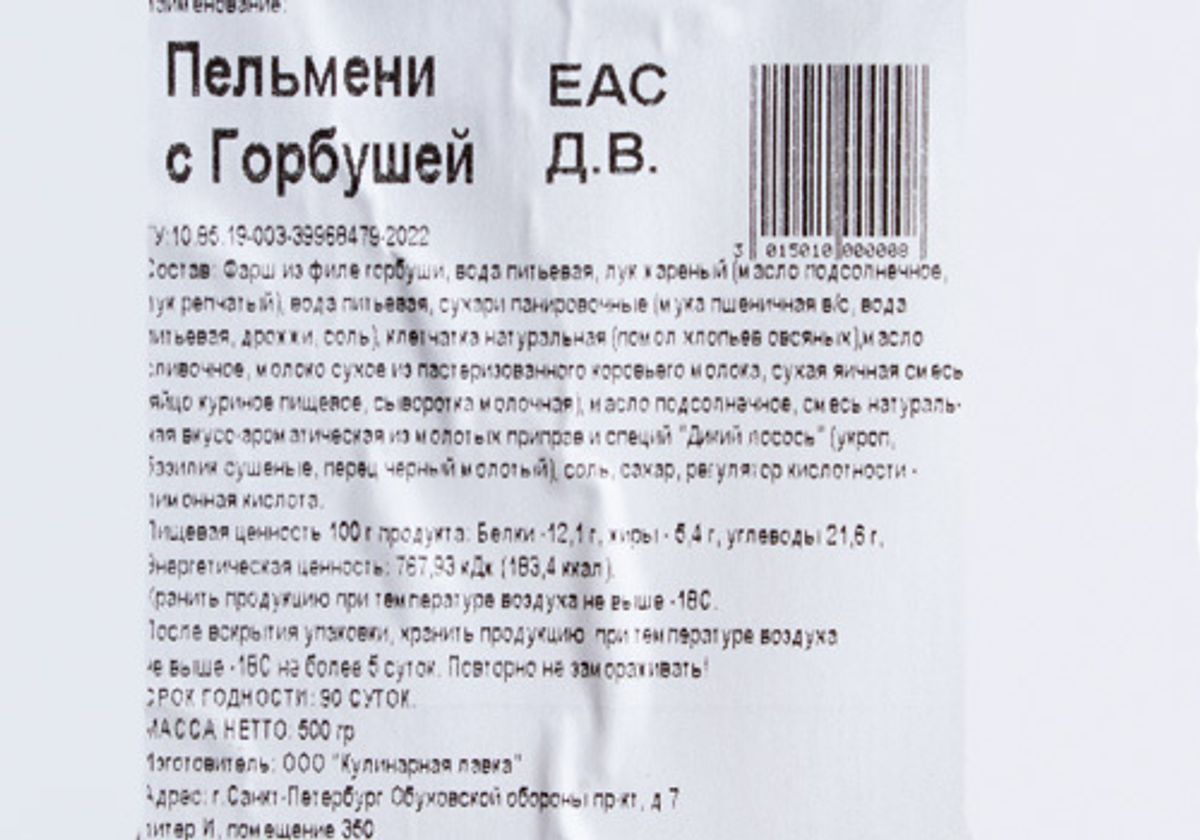 Наименование:
Пельмени
с Горбушей
ЕАС
Д.В.
3 015010 000008
ТУ:10.85.19-003-39968479-2022
Состав: Фарш из филе горбуши, вода питьевая, лук жареный (масло подсолнечное,
лук репчатый), вода питьевая, сухари панировочные (мука пшеничная в/с, вода
питьевая, дрожжи, соль), клетчатка натуральная (помол хлопьев овсяных),масло
сливочное, молоко сухое из пастеризованного коровьего молока, сухая яичная смесь
(яйцо куриное пищевое, сыворотка молочная), масло подсолнечное, смесь натураль-
ная вкусо-ароматическая из молотых приправ и специй "Дикий лосось" (укроп,
базилик сушеные, перец черный молотый), соль, сахар, регулятор кислотности -
лимонная кислота.
Пищевая ценность 100 г продукта: Белки -12,1 г, жиры - 5,4 г, углеводы 21,6 г.
Энергетическая ценность: 767,93 кДж (183,4 ккал).
Хранить продукцию при температуре воздуха не выше -18С.
После вскрытия упаковки, хранить продукцию при температуре воздуха
не выше -18С не более 5 суток. Повторно не замораживать!
СРОК ГОДНОСТИ: 90 СУТОК.
МАССА НЕТТО: 500 гр
Изготовитель: ООО "Кулинарная лавка"
Адрес: г.Санкт-Петербург Обуховской обороны пр-кт, д 7
литер И, помещение 350